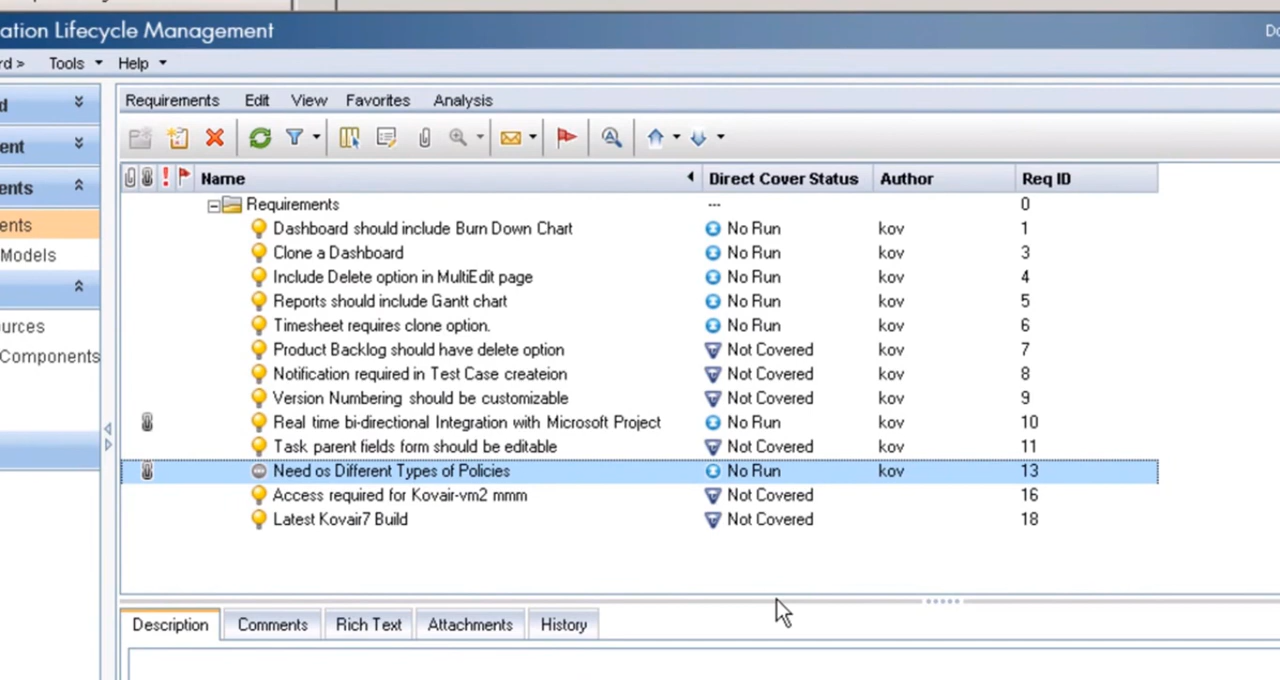 ation Lifecycle Management
rd > Tools Help
d
ent
ents
ents
Models
urces
Components
Requirements Edit View Favorites Analysis
Name Direct Cover Status Author Req ID
Requirements --- 0
Dashboard should include Burn Down Chart No Run kov 1
Clone a Dashboard No Run kov 3
Include Delete option in MultiEdit page No Run kov 4
Reports should include Gantt chart No Run kov 5
Timesheet requires clone option. No Run kov 6
Product Backlog should have delete option Not Covered kov 7
Notification required in Test Case createion Not Covered kov 8
Version Numbering should be customizable Not Covered kov 9
Real time bi-directional Integration with Microsoft Project No Run kov 10
Task parent fields form should be editable Not Covered kov 11
Need os Different Types of Policies No Run kov 13
Access required for Kovair-vm2 mmm Not Covered 16
Latest Kovair7 Build Not Covered 18
Description Comments Rich Text Attachments History